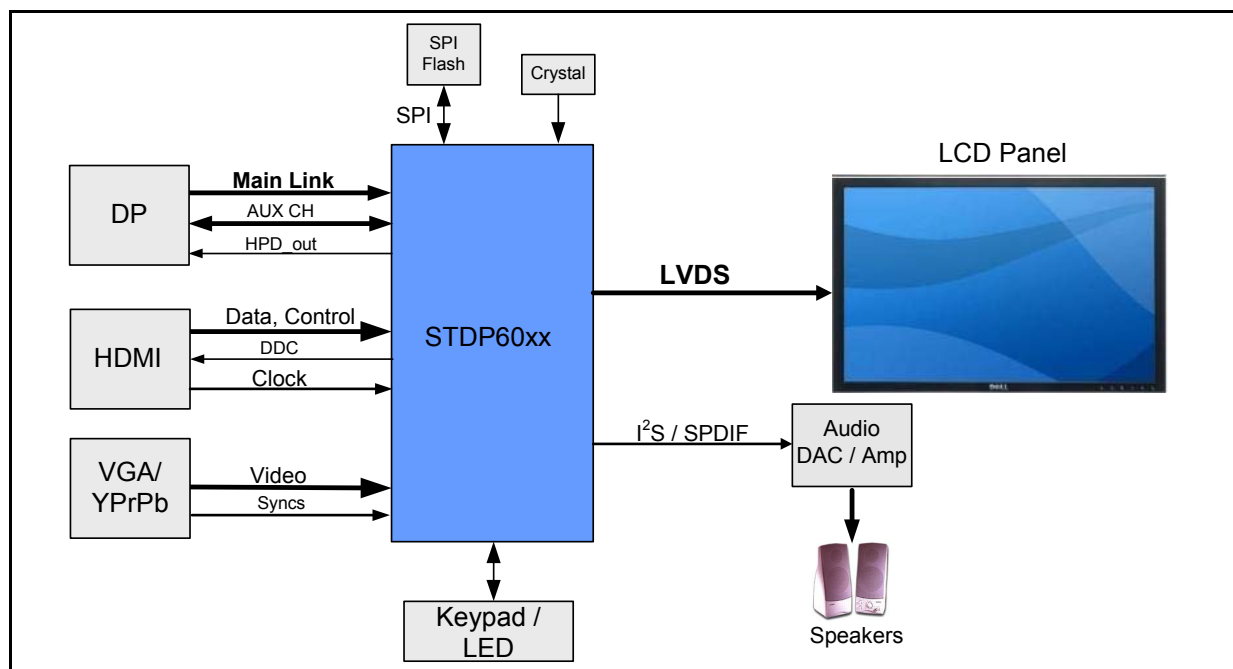 SPI
Flash
Crystal
SPI
LCD Panel
DP
Main Link
AUX CH
HPD_out
LVDS
STDP60xx
HDMI
Data, Control
DDC
Clock
DELL
I²S / SPDIF
Audio
DAC / Amp
VGA/
YPrPb
Video
Syncs
Keypad /
LED
Speakers